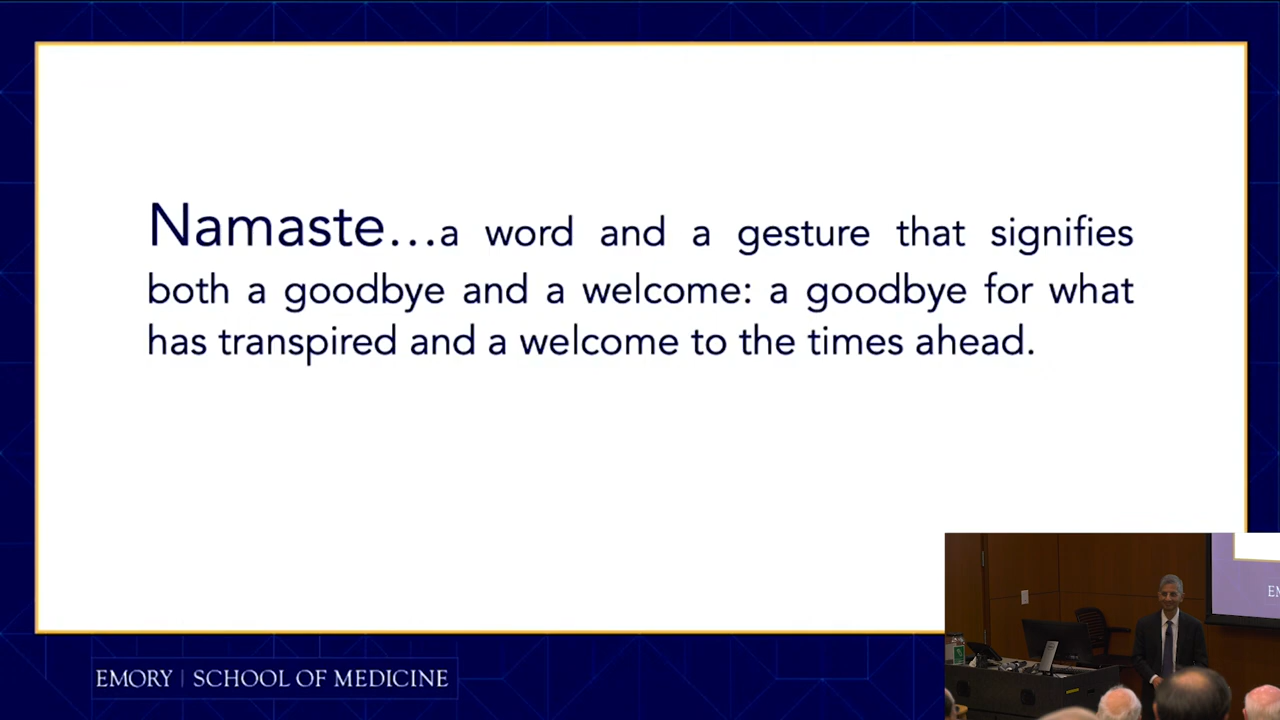 Namaste...a word and a gesture that signifies
both a goodbye and a welcome: a goodbye for what
has transpired and a welcome to the times ahead.
EMORY | SCHOOL OF MEDICINE
EM